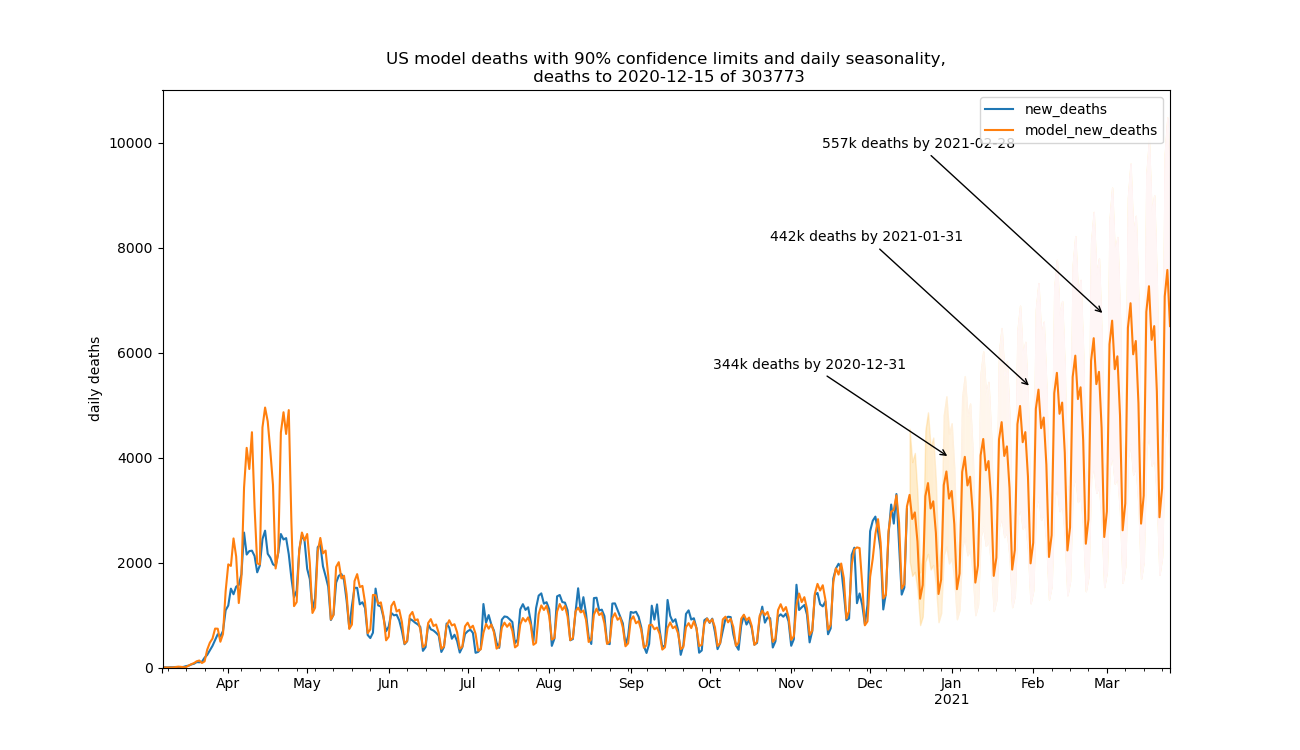 US model deaths with 90% confidence limits and daily seasonality,
deaths to 2020-12-15 of 303773
new_deaths
model_new_deaths
557k deaths by 2021-02-28
442k deaths by 2021-01-31
344k deaths by 2020-12-31
daily deaths
10000
8000
6000
4000
2000
0
Apr May Jun Jul Aug Sep Oct Nov Dec Jan Feb Mar
2021